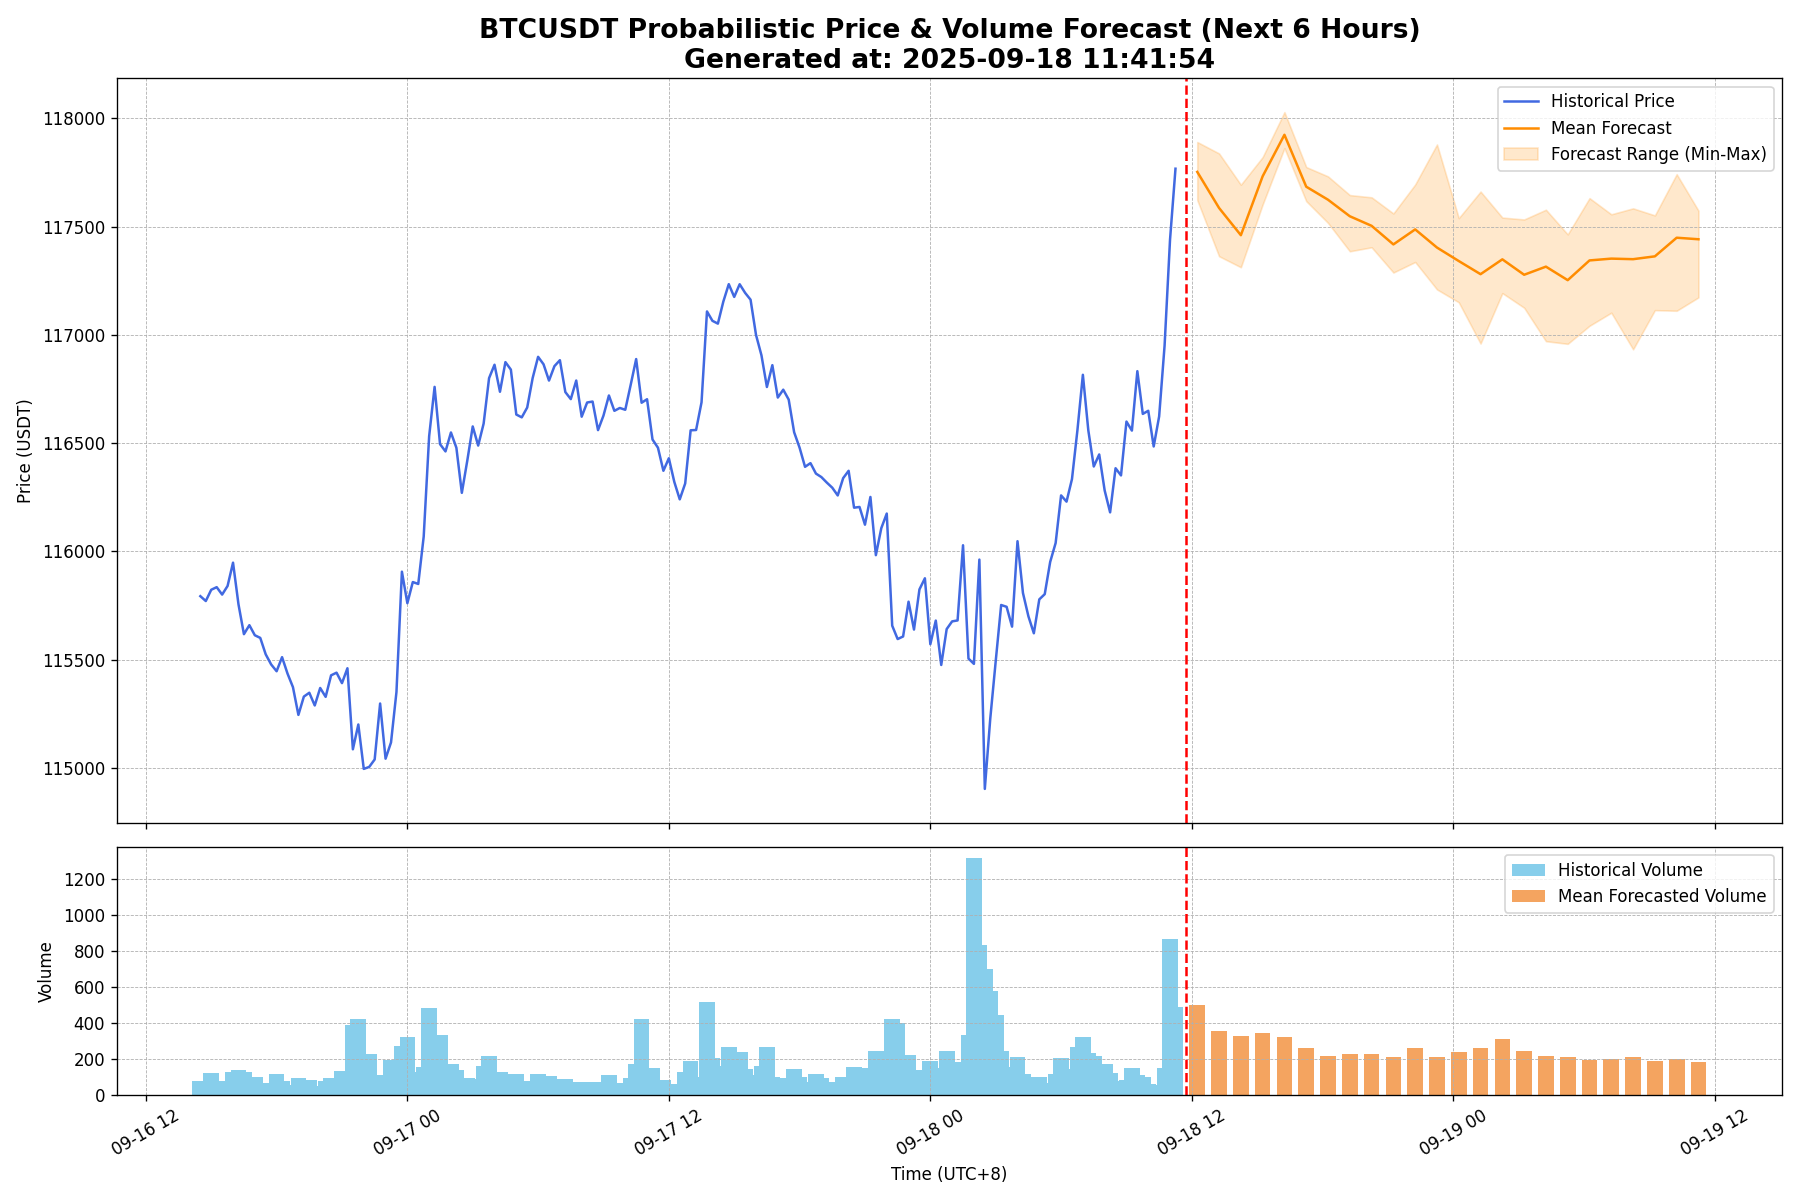 BTCUSDT Probabilistic Price & Volume Forecast (Next 6 Hours)
Generated at: 2025-09-18 11:41:54
Historical Price
Mean Forecast
Forecast Range (Min-Max)
118000
117500
117000
116500
116000
115500
115000
Price (USDT)
Historical Volume
Mean Forecasted Volume
1200
1000
800
600
400
200
0
Volume
09-16 12
09-17 00
09-17 12
09-18 00
09-18 12
09-19 00
09-19 12
Time (UTC+8)